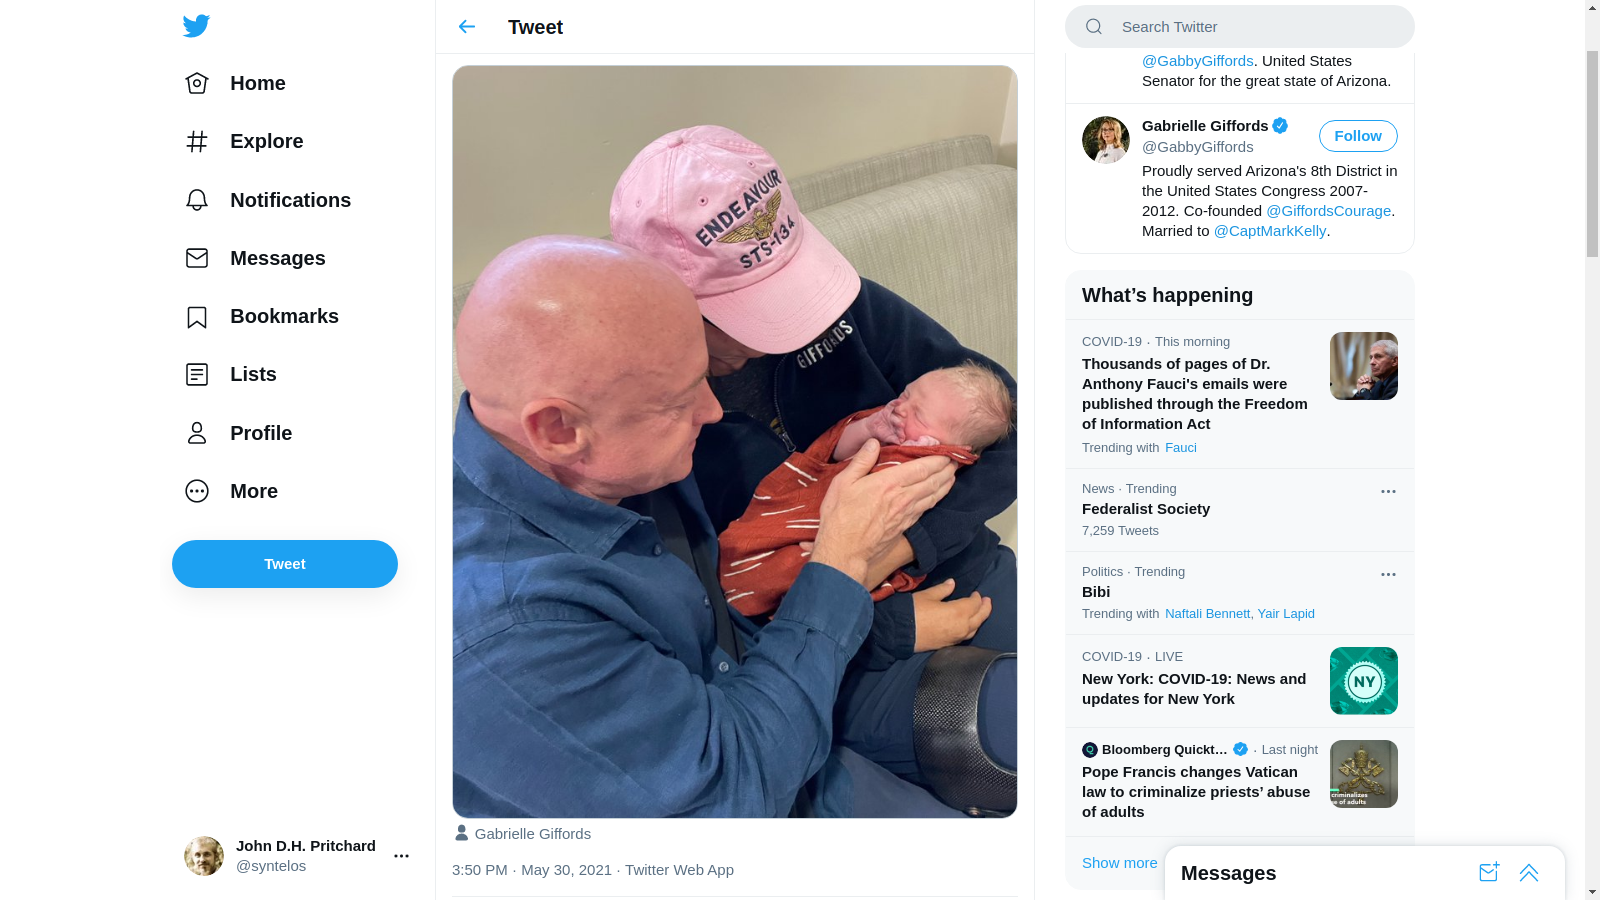 Home
Explore
Notifications
Messages
Bookmarks
Lists
Profile
More
Tweet
John D.H. Pritchard
@syntelos
Tweet
ENDEAVOUR
STS-134
GIFFORDS
Gabrielle Giffords
3:50 PM · May 30, 2021 · Twitter Web App
Search Twitter
@GabbyGiffords. United States
Senator for the great state of Arizona.
Gabrielle Giffords
@GabbyGiffords
Follow
Proudly served Arizona's 8th District in
the United States Congress 2007-
2012. Co-founded @GiffordsCourage.
Married to @CaptMarkKelly.
What’s happening
COVID-19 · This morning
Thousands of pages of Dr.
Anthony Fauci's emails were
published through the Freedom
of Information Act
Trending with Fauci
News · Trending
Federalist Society
7,259 Tweets
Politics · Trending
Bibi
Trending with Naftali Bennett, Yair Lapid
COVID-19 · LIVE
New York: COVID-19: News and
updates for New York
NY
Bloomberg Quickt… · Last night
Pope Francis changes Vatican
law to criminalize priests’ abuse
of adults
criminalizes
se of adults
Show more
Messages